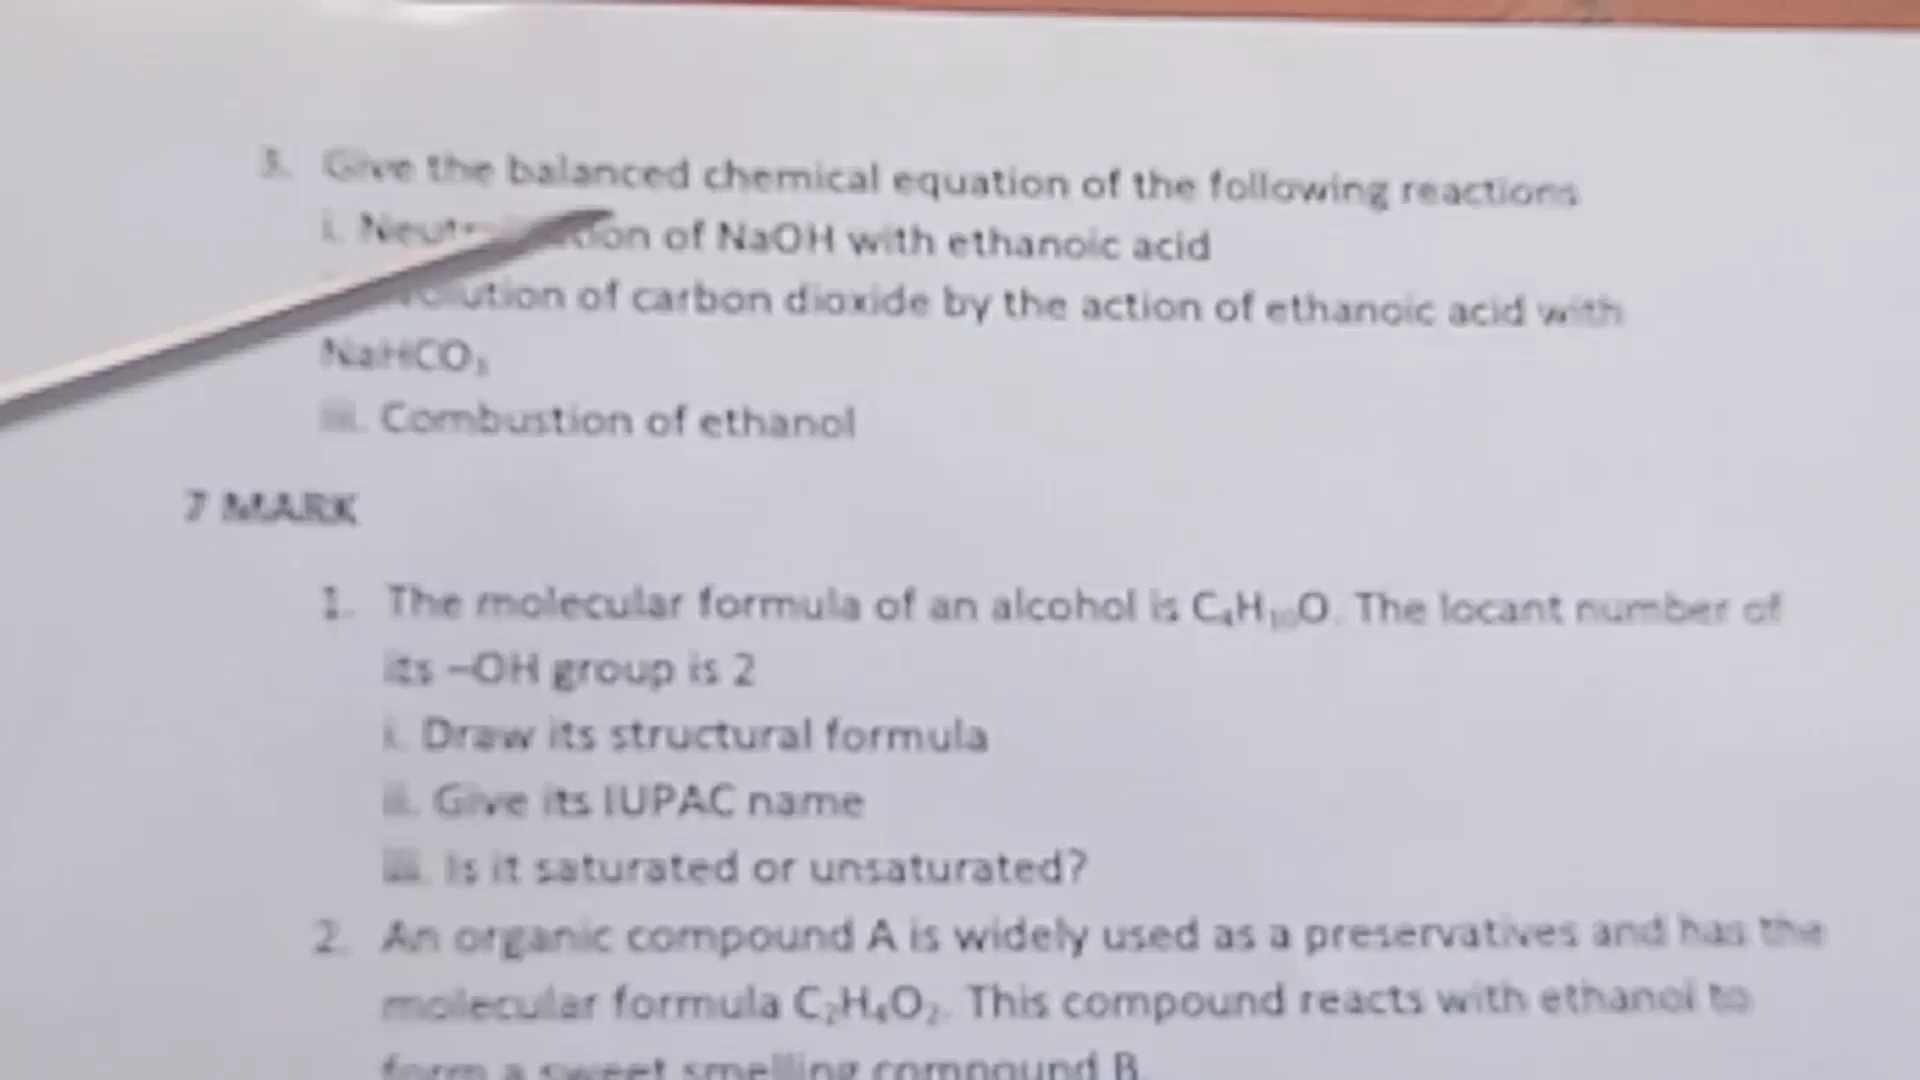 3. Give the balanced chemical equation of the following reactions
i. of NaOH with ethanoic acid
of carbon dioxide by the action of ethanoic acid with
NaHCO₃
iii. Combustion of ethanol
7 MARK
1. The molecular formula of an alcohol is C₄H₁₀O. The locant number of
its –OH group is 2
i. Draw its structural formula
ii. Give its IUPAC name
iii. Is it saturated or unsaturated?
2. An organic compound A is widely used as a preservatives and has the
molecular formula C₂H₄O₂. This compound reacts with ethanol to
form a sweet smelling compound B.